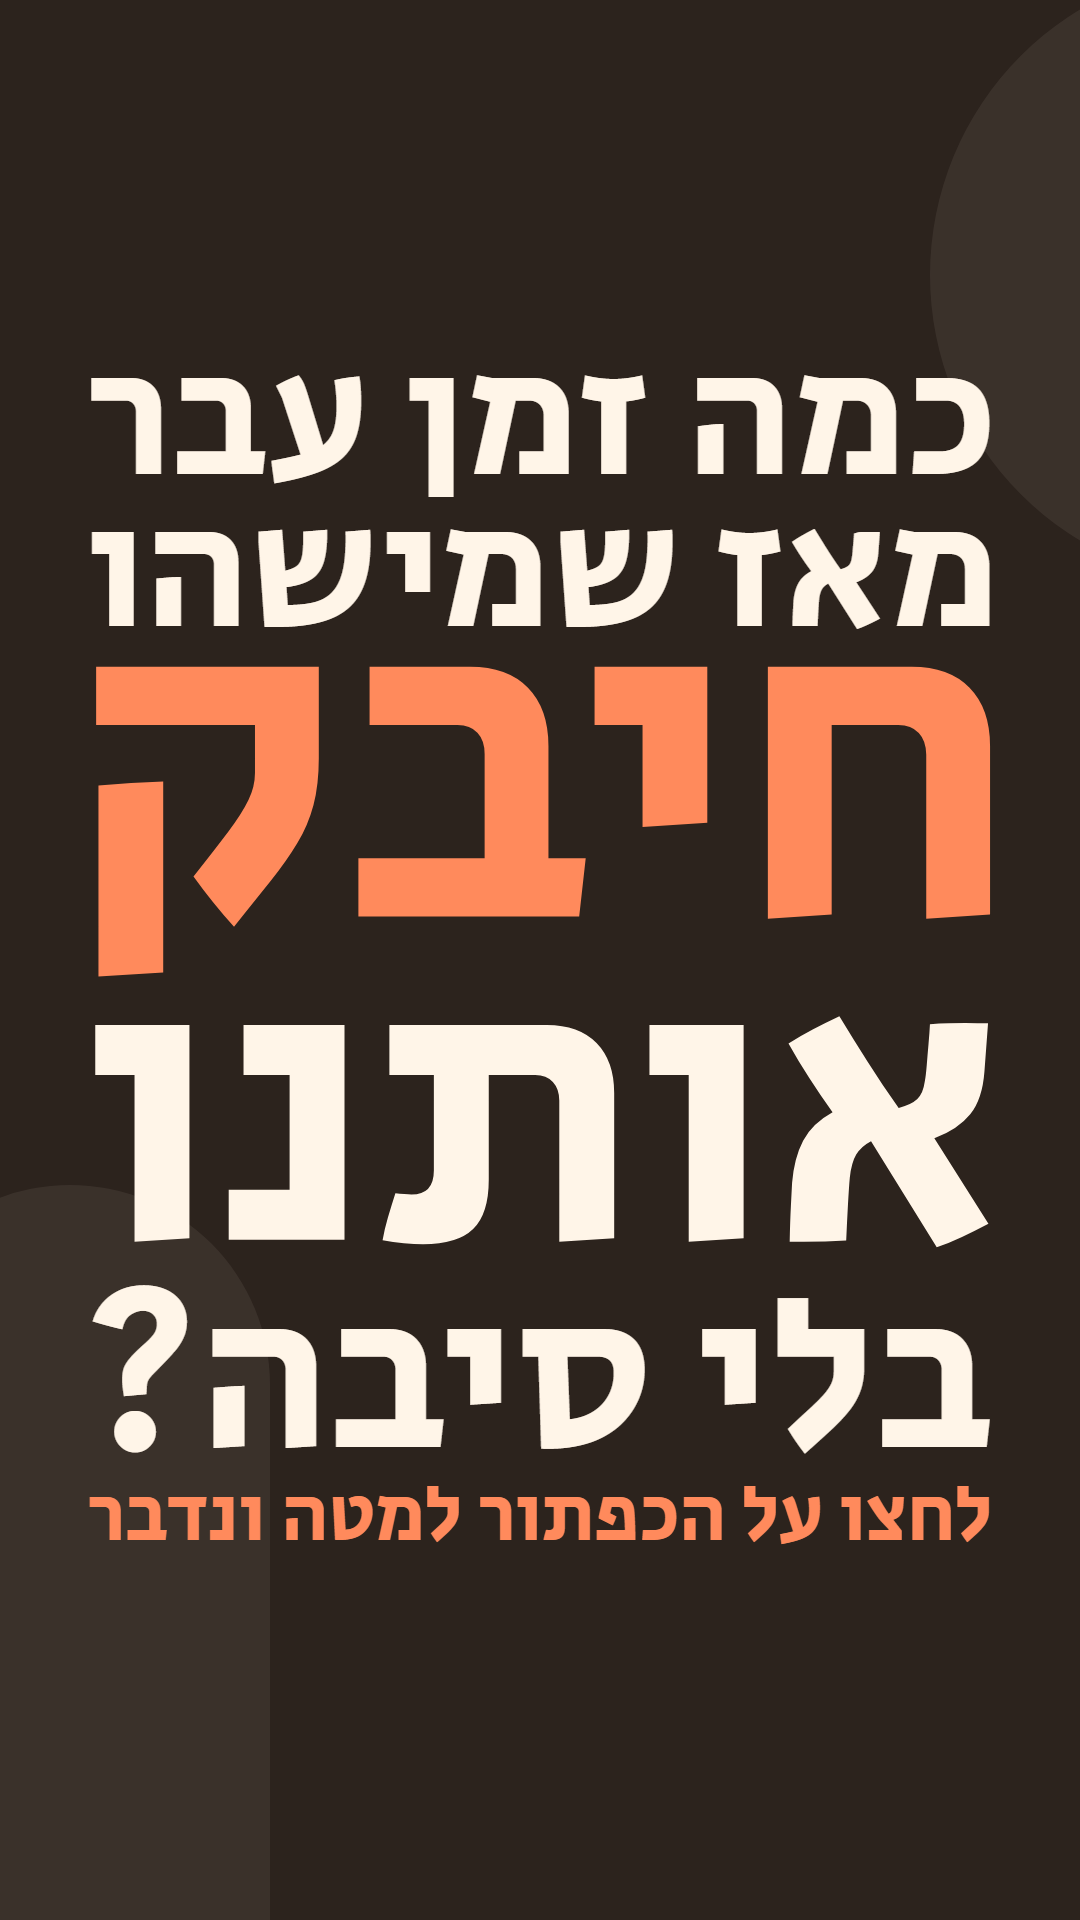 כמה זמן עבר
מאז שמישהו
חיבק
אותנו
בלי סיבה?
לחצו על הכפתור למטה ונדבר